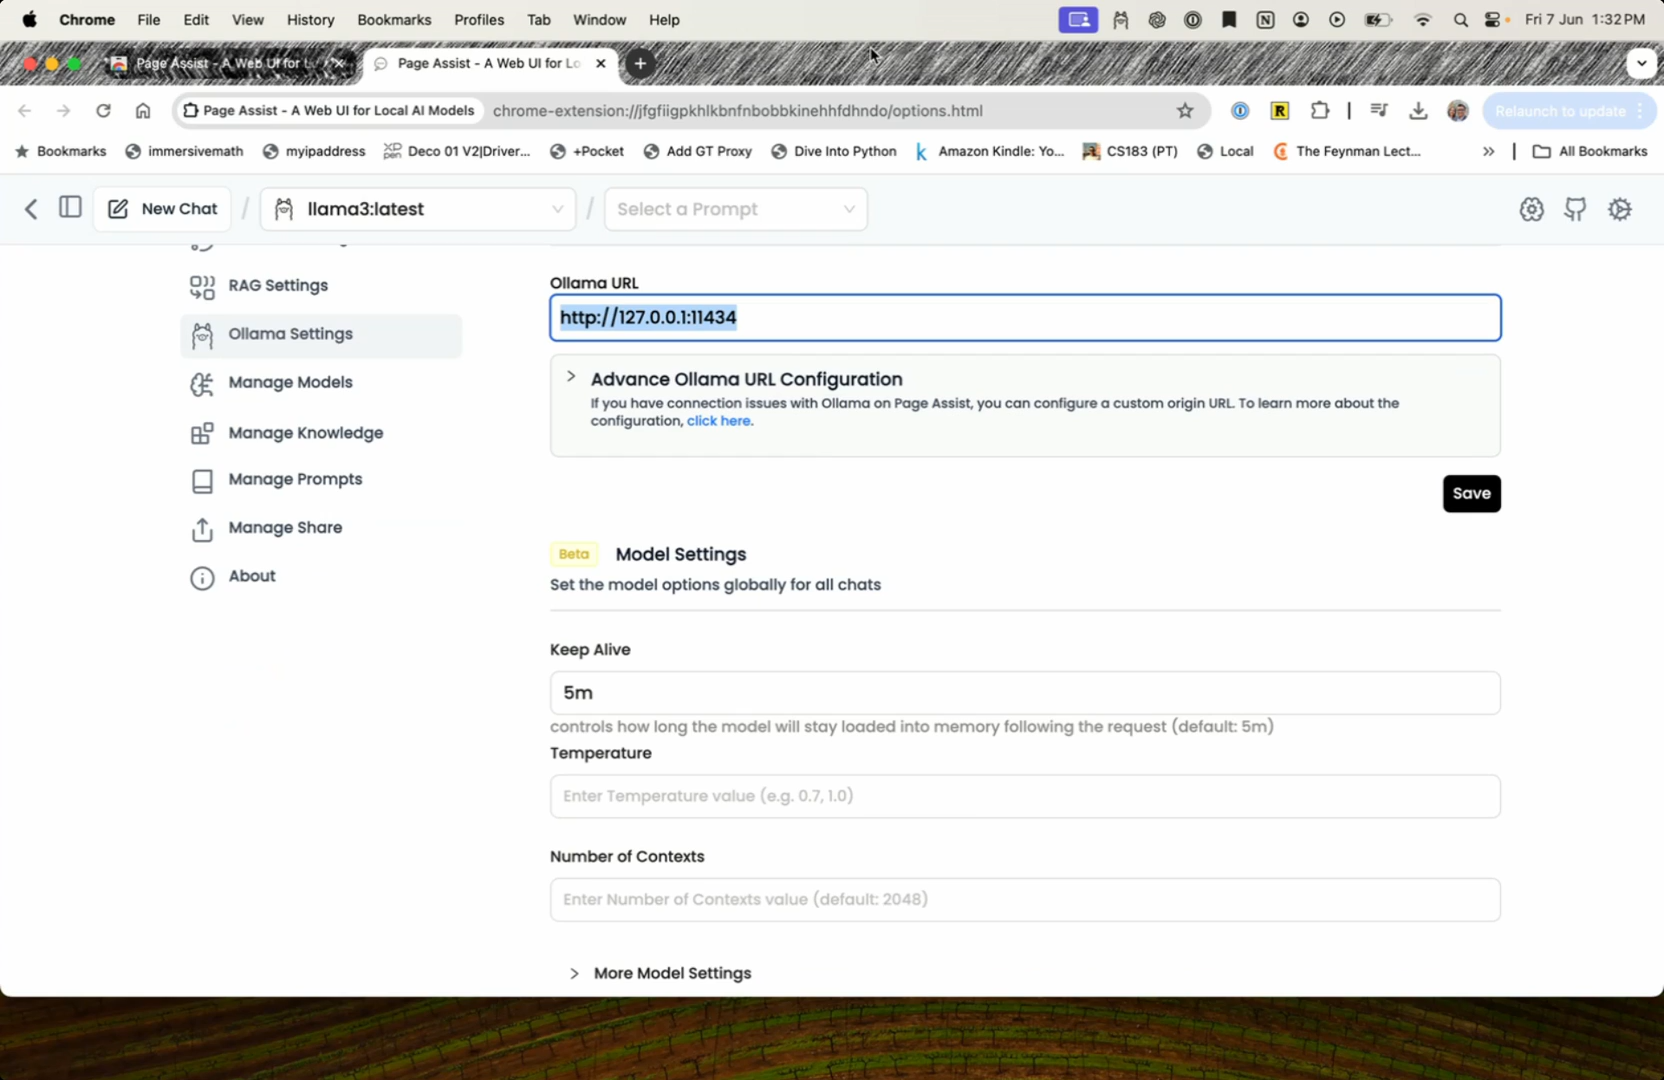 Chrome File Edit View History Bookmarks Profiles Tab Window Help Fri 7 Jun 1:32 PM
Page Assist - A Web UI for L Page Assist - A Web UI for Lo
Page Assist - A Web UI for Local AI Models chrome-extension://jfgfiigpkhlkbnfnbobbkinehhfdhndo/options.html R Relaunch to update
Bookmarks immersivemath myipaddress XP PEN Deco 01 V2|Driver... +Pocket Add GT Proxy Dive Into Python k Amazon Kindle: Yo... CS183 (PT) Local The Feynman Lect... » All Bookmarks
New Chat / llama3:latest / Select a Prompt
RAG Settings
Ollama Settings
Manage Models
Manage Knowledge
Manage Prompts
Manage Share
About
Ollama URL
http://127.0.0.1:11434
Advance Ollama URL Configuration
If you have connection issues with Ollama on Page Assist, you can configure a custom origin URL. To learn more about the
configuration, click here.
Save
Beta Model Settings
Set the model options globally for all chats
Keep Alive
5m
controls how long the model will stay loaded into memory following the request (default: 5m)
Temperature
Enter Temperature value (e.g. 0.7, 1.0)
Number of Contexts
Enter Number of Contexts value (default: 2048)
More Model Settings